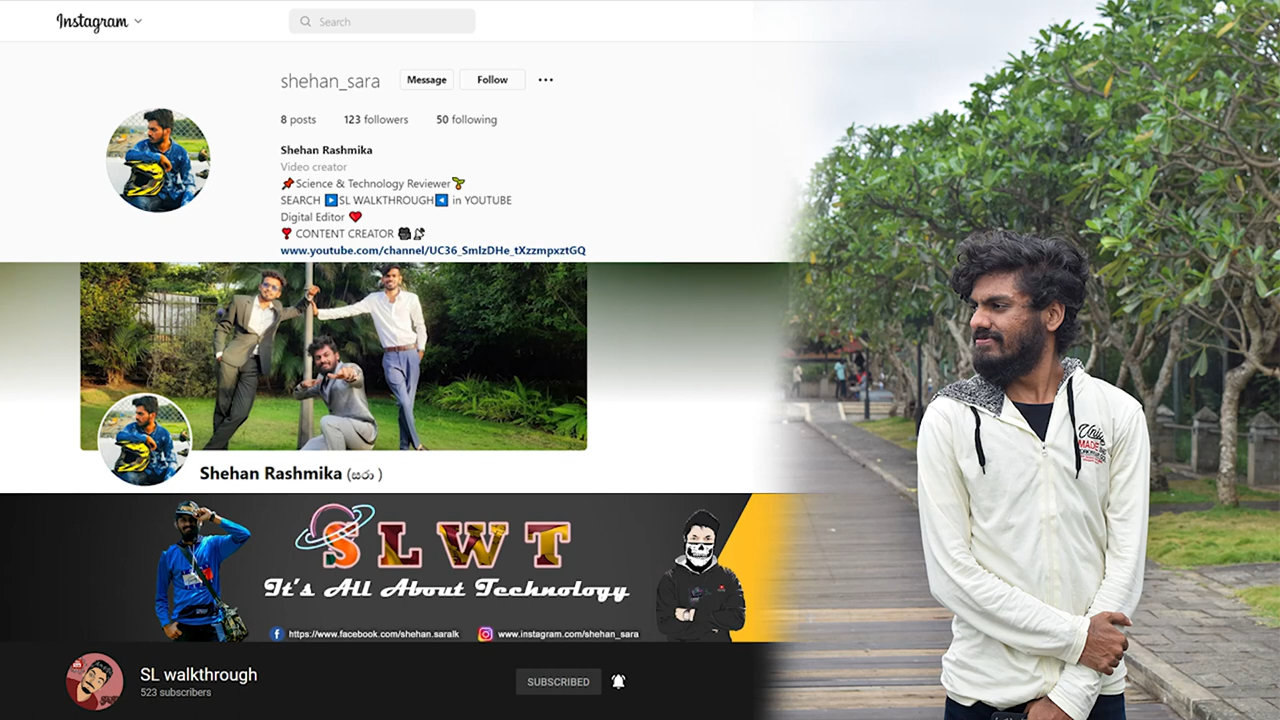 Instagram
Search
shehan_sara Message Follow
8 posts 123 followers 50 following
Shehan Rashmika
Video creator
📌Science & Technology Reviewer🌱
SEARCH ▶️SL WALKTHROUGH◀️ in YOUTUBE
Digital Editor ❤️
❣️ CONTENT CREATOR 🎥📡
www.youtube.com/channel/UC36_SmlzDHe_tXzzmpxztGQ
Shehan Rashmika (සරා )
SLWT
It's All About Technology
https://www.facebook.com/shehan.saralk www.instagram.com/shehan_sara
SL walkthrough
523 subscribers
SUBSCRIBED
MADE